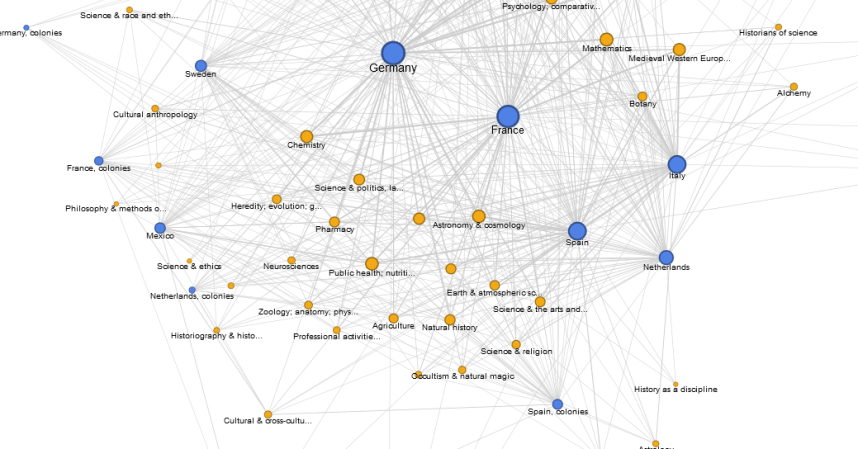 Psychology, comparativ...
Science & race and eth...
ermany, colonies
Historians of science
Mathematics
Medieval Western Europ...
Germany
Sweden
Alchemy
Botany
Cultural anthropology
France
Chemistry
France, colonies
Italy
Science & politics, la...
Heredity; evolution; g...
Philosophy & methods o...
Pharmacy
Astronomy & cosmology
Mexico
Spain
Science & ethics
Neurosciences
Public health; nutriti...
Netherlands
Netherlands, colonies
Earth & atmospheric sc...
Zoology; anatomy; phys...
Science & the arts and...
Agriculture
Natural history
Historiography & histo...
Professional activitie...
Science & religion
Occultism & natural magic
History as a discipline
Spain, colonies
Cultural & cross-cultu...
Astrology